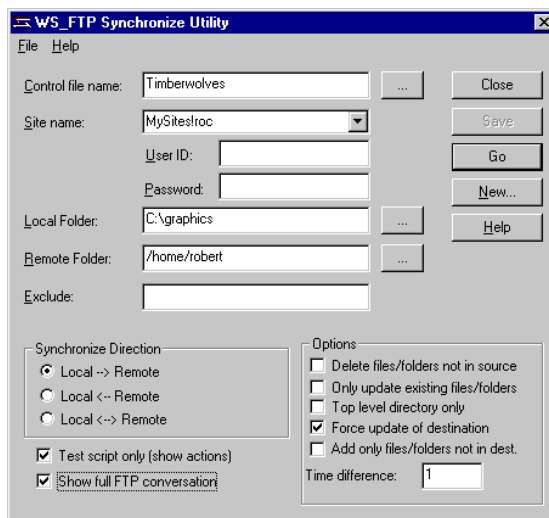 WS_FTP Synchronize Utility
File Help
Control file name: Timberwolves ... Close
Site name: MySites!roc Save
User ID: Go
Password: New...
Local Folder: C:\graphics ... Help
Remote Folder: /home/robert ...
Exclude:
Synchronize Direction
Local --> Remote
Local <-- Remote
Local <--> Remote
Test script only (show actions)
Show full FTP conversation
Options
Delete files/folders not in source
Only update existing files/folders
Top level directory only
Force update of destination
Add only files/folders not in dest.
Time difference: 1